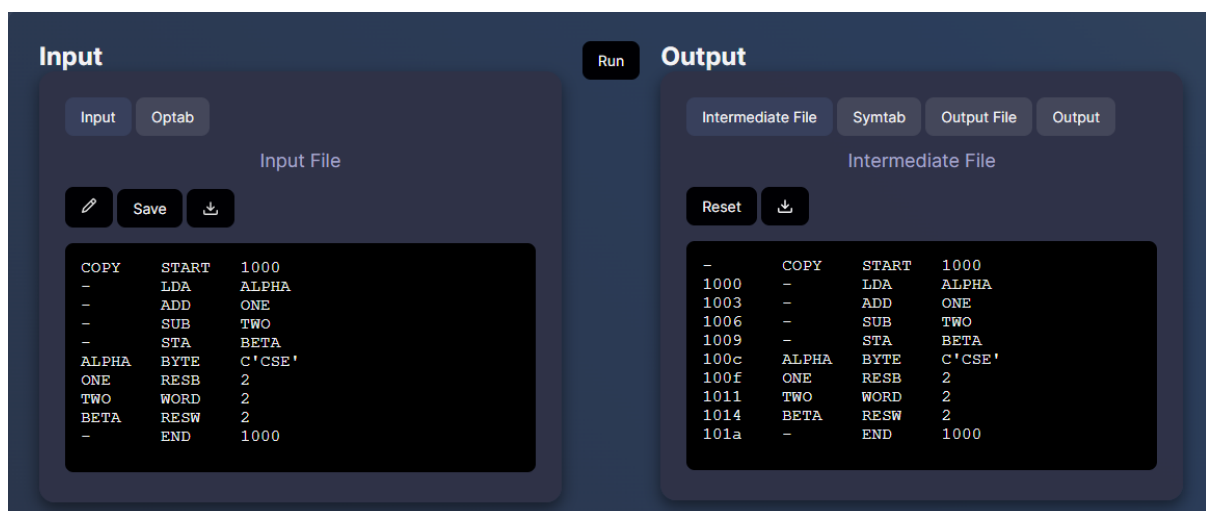 Input
Run
Output
Input Optab
Input File
Save
COPY START 1000
- LDA ALPHA
- ADD ONE
- SUB TWO
- STA BETA
ALPHA BYTE C'CSE'
ONE RESB 2
TWO WORD 2
BETA RESW 2
- END 1000
Intermediate File Symtab Output File Output
Intermediate File
Reset
- COPY START 1000
1000 - LDA ALPHA
1003 - ADD ONE
1006 - SUB TWO
1009 - STA BETA
100c ALPHA BYTE C'CSE'
100f ONE RESB 2
1011 TWO WORD 2
1014 BETA RESW 2
101a - END 1000